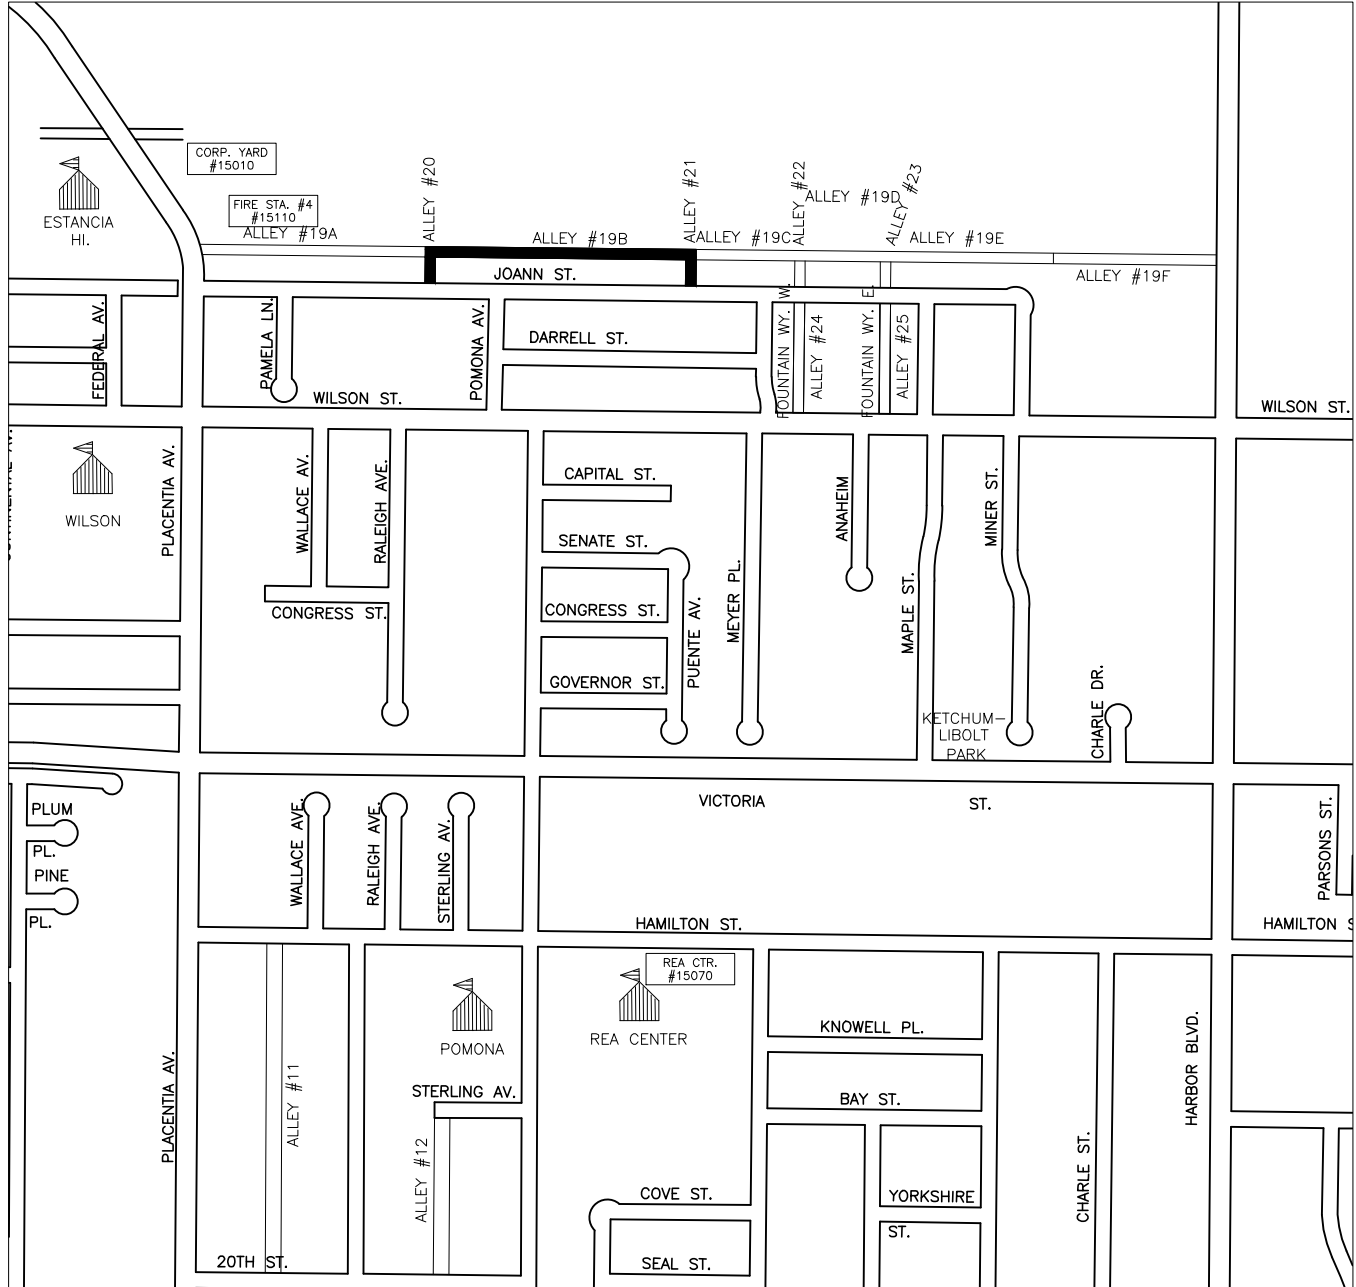 CORP. YARD
#15010
ESTANCIA
HI.
FIRE STA. #4
#15110
ALLEY #19A
ALLEY #20
ALLEY #19B
ALLEY #21
ALLEY #19C
ALLEY #22
ALLEY #19D
ALLEY #23
ALLEY #19E
ALLEY #19F
JOANN ST.
FEDERAL AV.
PAMELA LN.
POMONA AV.
DARRELL ST.
FOUNTAIN WY. W.
ALLEY #24
FOUNTAIN WY. E.
ALLEY #25
WILSON ST.
WILSON ST.
WILSON
PLACENTIA AV.
WALLACE AV.
RALEIGH AVE.
CONGRESS ST.
CAPITAL ST.
SENATE ST.
CONGRESS ST.
GOVERNOR ST.
PUENTE AV.
MEYER PL.
ANAHEIM
MAPLE ST.
MINER ST.
KETCHUM-
LIBOLT
PARK
CHARLE DR.
PLUM
PL.
PINE
PL.
WALLACE AVE.
RALEIGH AVE.
STERLING AV.
VICTORIA ST.
PARSONS ST.
HAMILTON ST.
HAMILTON S
REA CTR.
#15070
POMONA
REA CENTER
KNOWELL PL.
BAY ST.
STERLING AV.
PLACENTIA AV.
ALLEY #11
ALLEY #12
COVE ST.
SEAL ST.
YORKSHIRE
ST.
CHARLE ST.
HARBOR BLVD.
20TH ST.